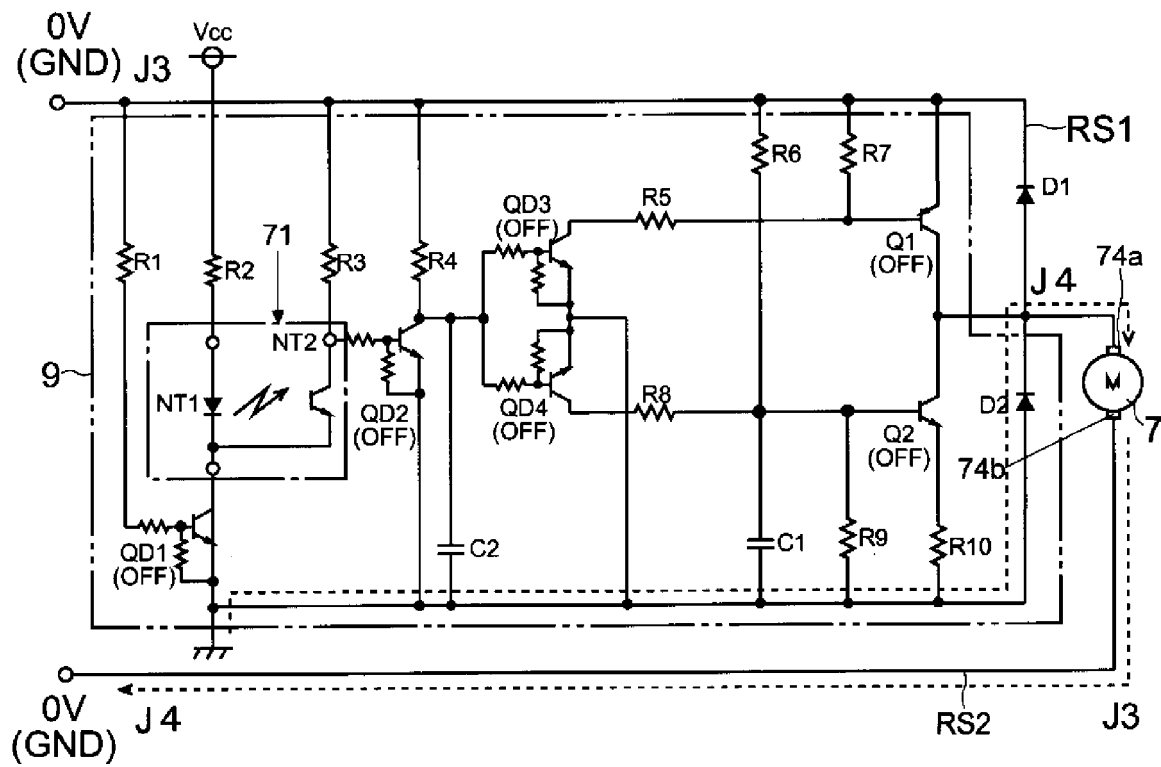 0V
(GND)
J3
Vcc
RS1
R6
R7
D1
QD3
(OFF)
R5
71
R1
R2
R3
R4
Q1
(OFF)
74a
J4
NT2
9
M
NT1
QD2
(OFF)
QD4
(OFF)
R8
Q2
(OFF)
D2
7
74b
QD1
(OFF)
C2
C1
R9
R10
0V
(GND)
J4
RS2
J3